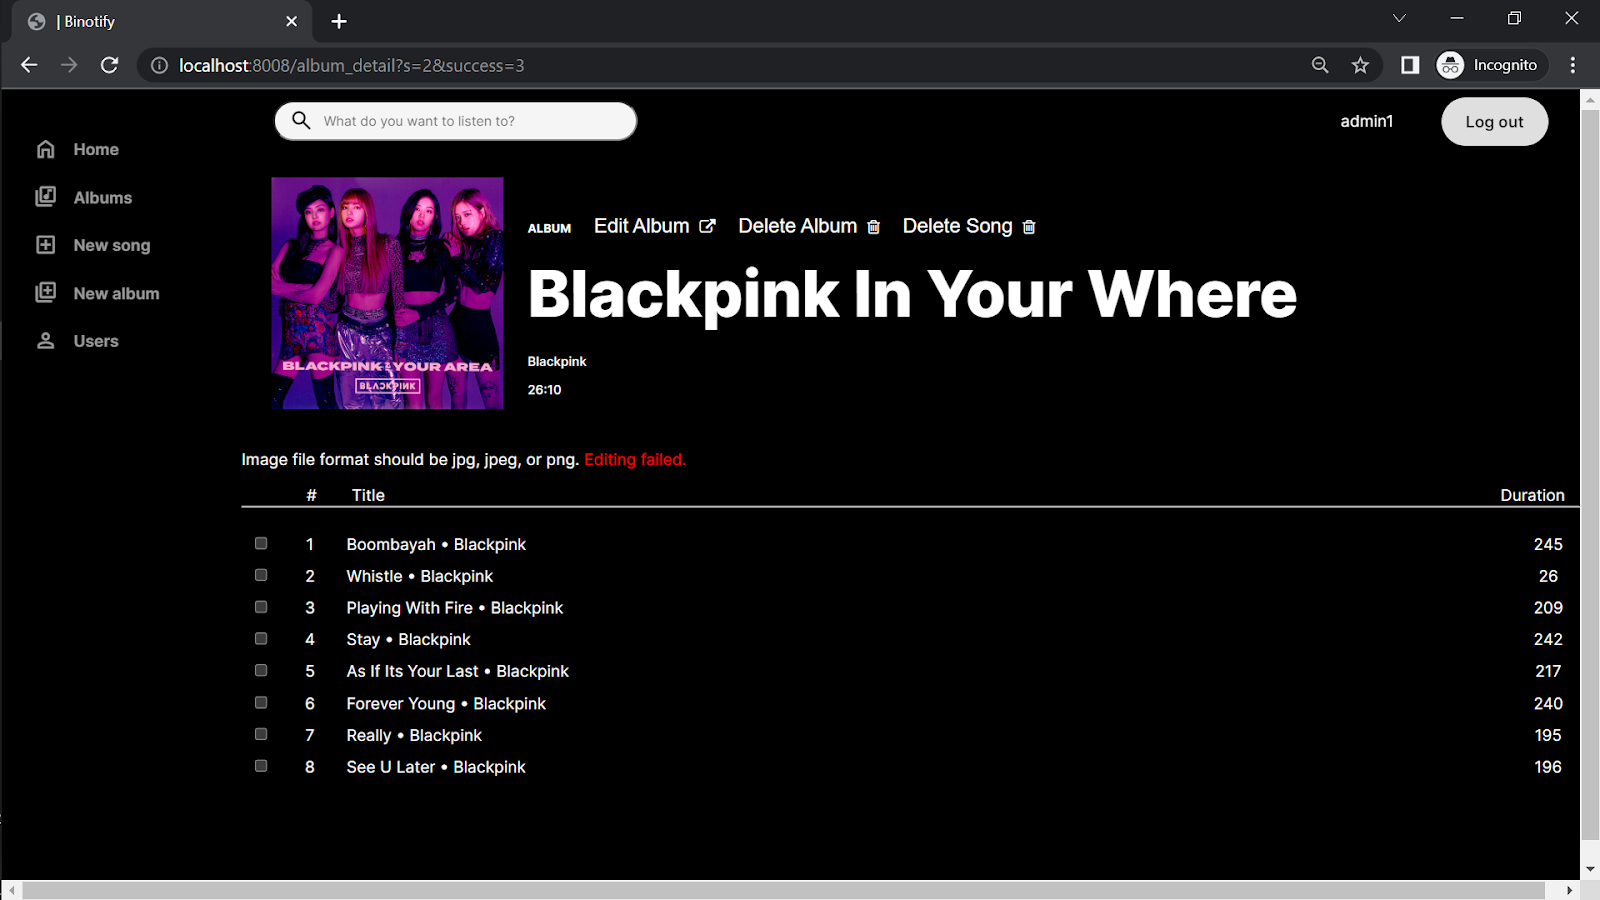 | Binotify
localhost:8008/album_detail?s=2&success=3
Incognito
What do you want to listen to?
admin1
Log out
Home
Albums
New song
New album
Users
BLACKPINK IN YOUR AREA
BLACKPINK
ALBUM Edit Album Delete Album Delete Song
Blackpink In Your Where
Blackpink
26:10
Image file format should be jpg, jpeg, or png. Editing failed.
# Title Duration
1 Boombayah • Blackpink 245
2 Whistle • Blackpink 26
3 Playing With Fire • Blackpink 209
4 Stay • Blackpink 242
5 As If Its Your Last • Blackpink 217
6 Forever Young • Blackpink 240
7 Really • Blackpink 195
8 See U Later • Blackpink 196